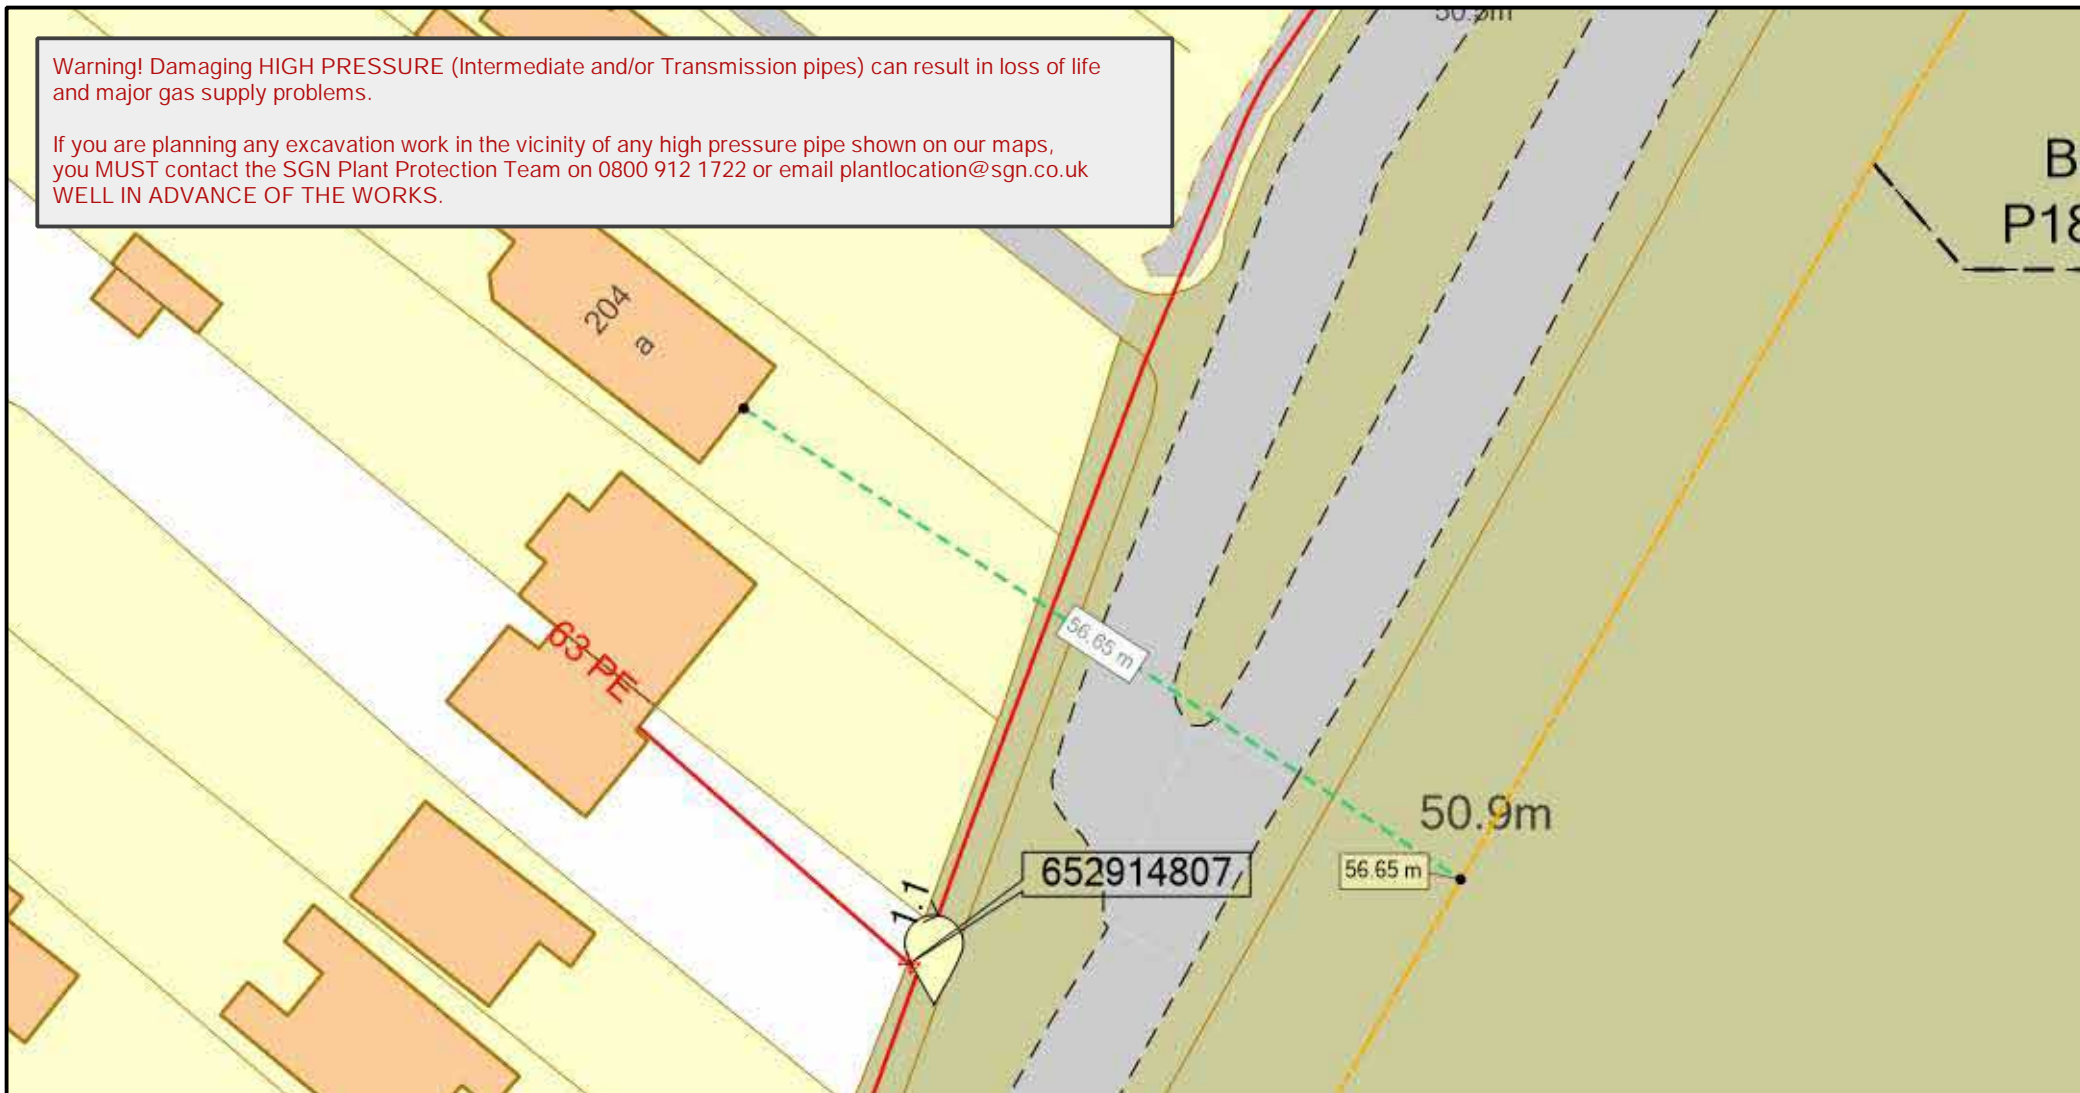 50.5m
Warning! Damaging HIGH PRESSURE (Intermediate and/or Transmission pipes) can result in loss of life
and major gas supply problems.
If you are planning any excavation work in the vicinity of any high pressure pipe shown on our maps,
you MUST contact the SGN Plant Protection Team on 0800 912 1722 or email plantlocation@sgn.co.uk
WELL IN ADVANCE OF THE WORKS.
B
P18
204
a
63 PE
56.65 m
50.9m
56.65 m
652914807
1.1